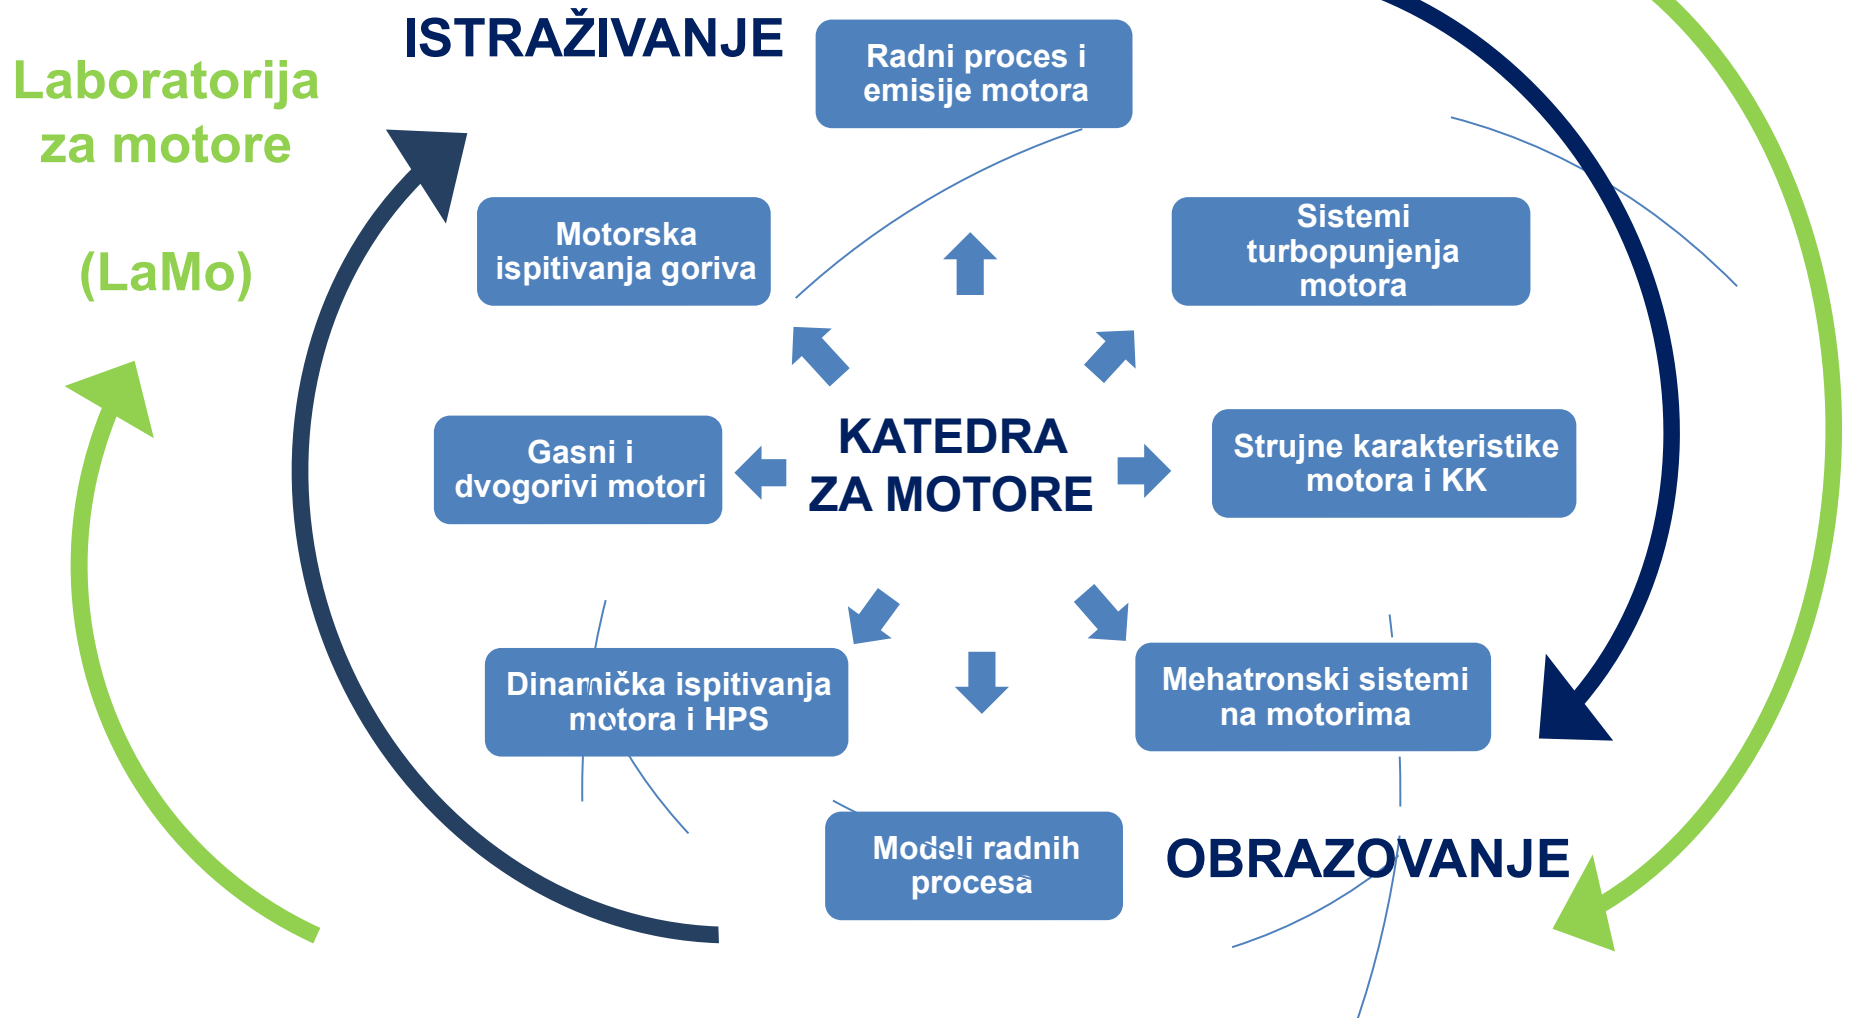 ISTRAŽIVANJE
Laboratorija
za motore
(LaMo)
Radni proces i
emisije motora
Motorska
ispitivanja goriva
Sistemi
turbopunjenja
motora
Gasni i
dvogorivi motori
KATEDRA
ZA MOTORE
Strujne karakteristike
motora i KK
Dinamička ispitivanja
motora i HPS
Mehatronski sistemi
na motorima
Modeli radnih
procesa
OBRAZOVANJE